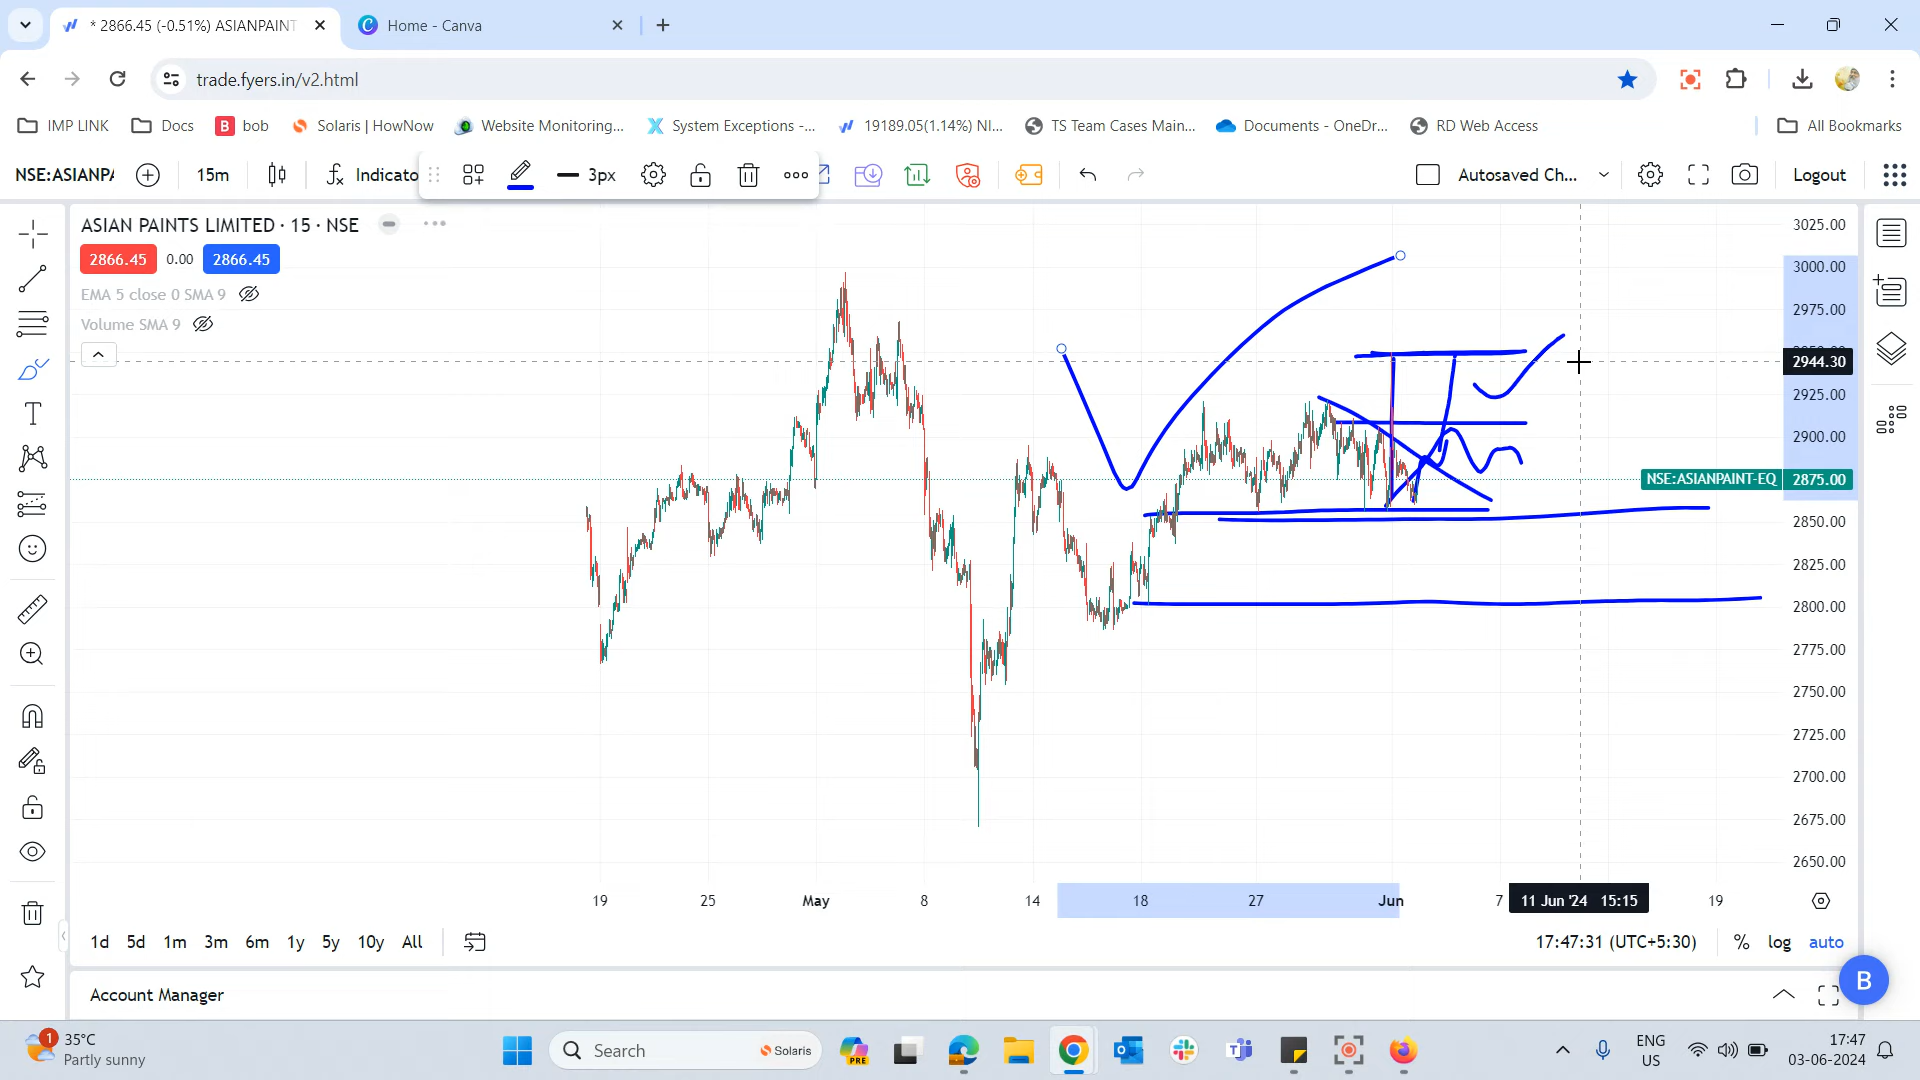 * 2866.45 (-0.51%) ASIANPAINT
Home - Canva
trade.fyers.in/v2.html
IMP LINK
Docs
B bob
Solaris | HowNow
Website Monitoring...
System Exceptions -...
19189.05(1.14%) NI...
TS Team Cases Main...
Documents - OneDr...
RD Web Access
All Bookmarks
NSE:ASIANPA
15m
Indicato
3px
Autosaved Ch...
Logout
ASIAN PAINTS LIMITED · 15 · NSE
2866.45 0.00 2866.45
EMA 5 close 0 SMA 9
Volume SMA 9
3025.00
3000.00
2975.00
2944.30
2925.00
2900.00
NSE:ASIANPAINT-EQ 2875.00
2850.00
2825.00
2800.00
2775.00
2750.00
2725.00
2700.00
2675.00
2650.00
19 25 May 8 14 18 27 Jun 7 11 Jun '24 15:15 19
1d 5d 1m 3m 6m 1y 5y 10y All
17:47:31 (UTC+5:30) % log auto
Account Manager
B
1
35°C
Partly sunny
Search
Solaris
PRE
ENG
US
17:47
03-06-2024